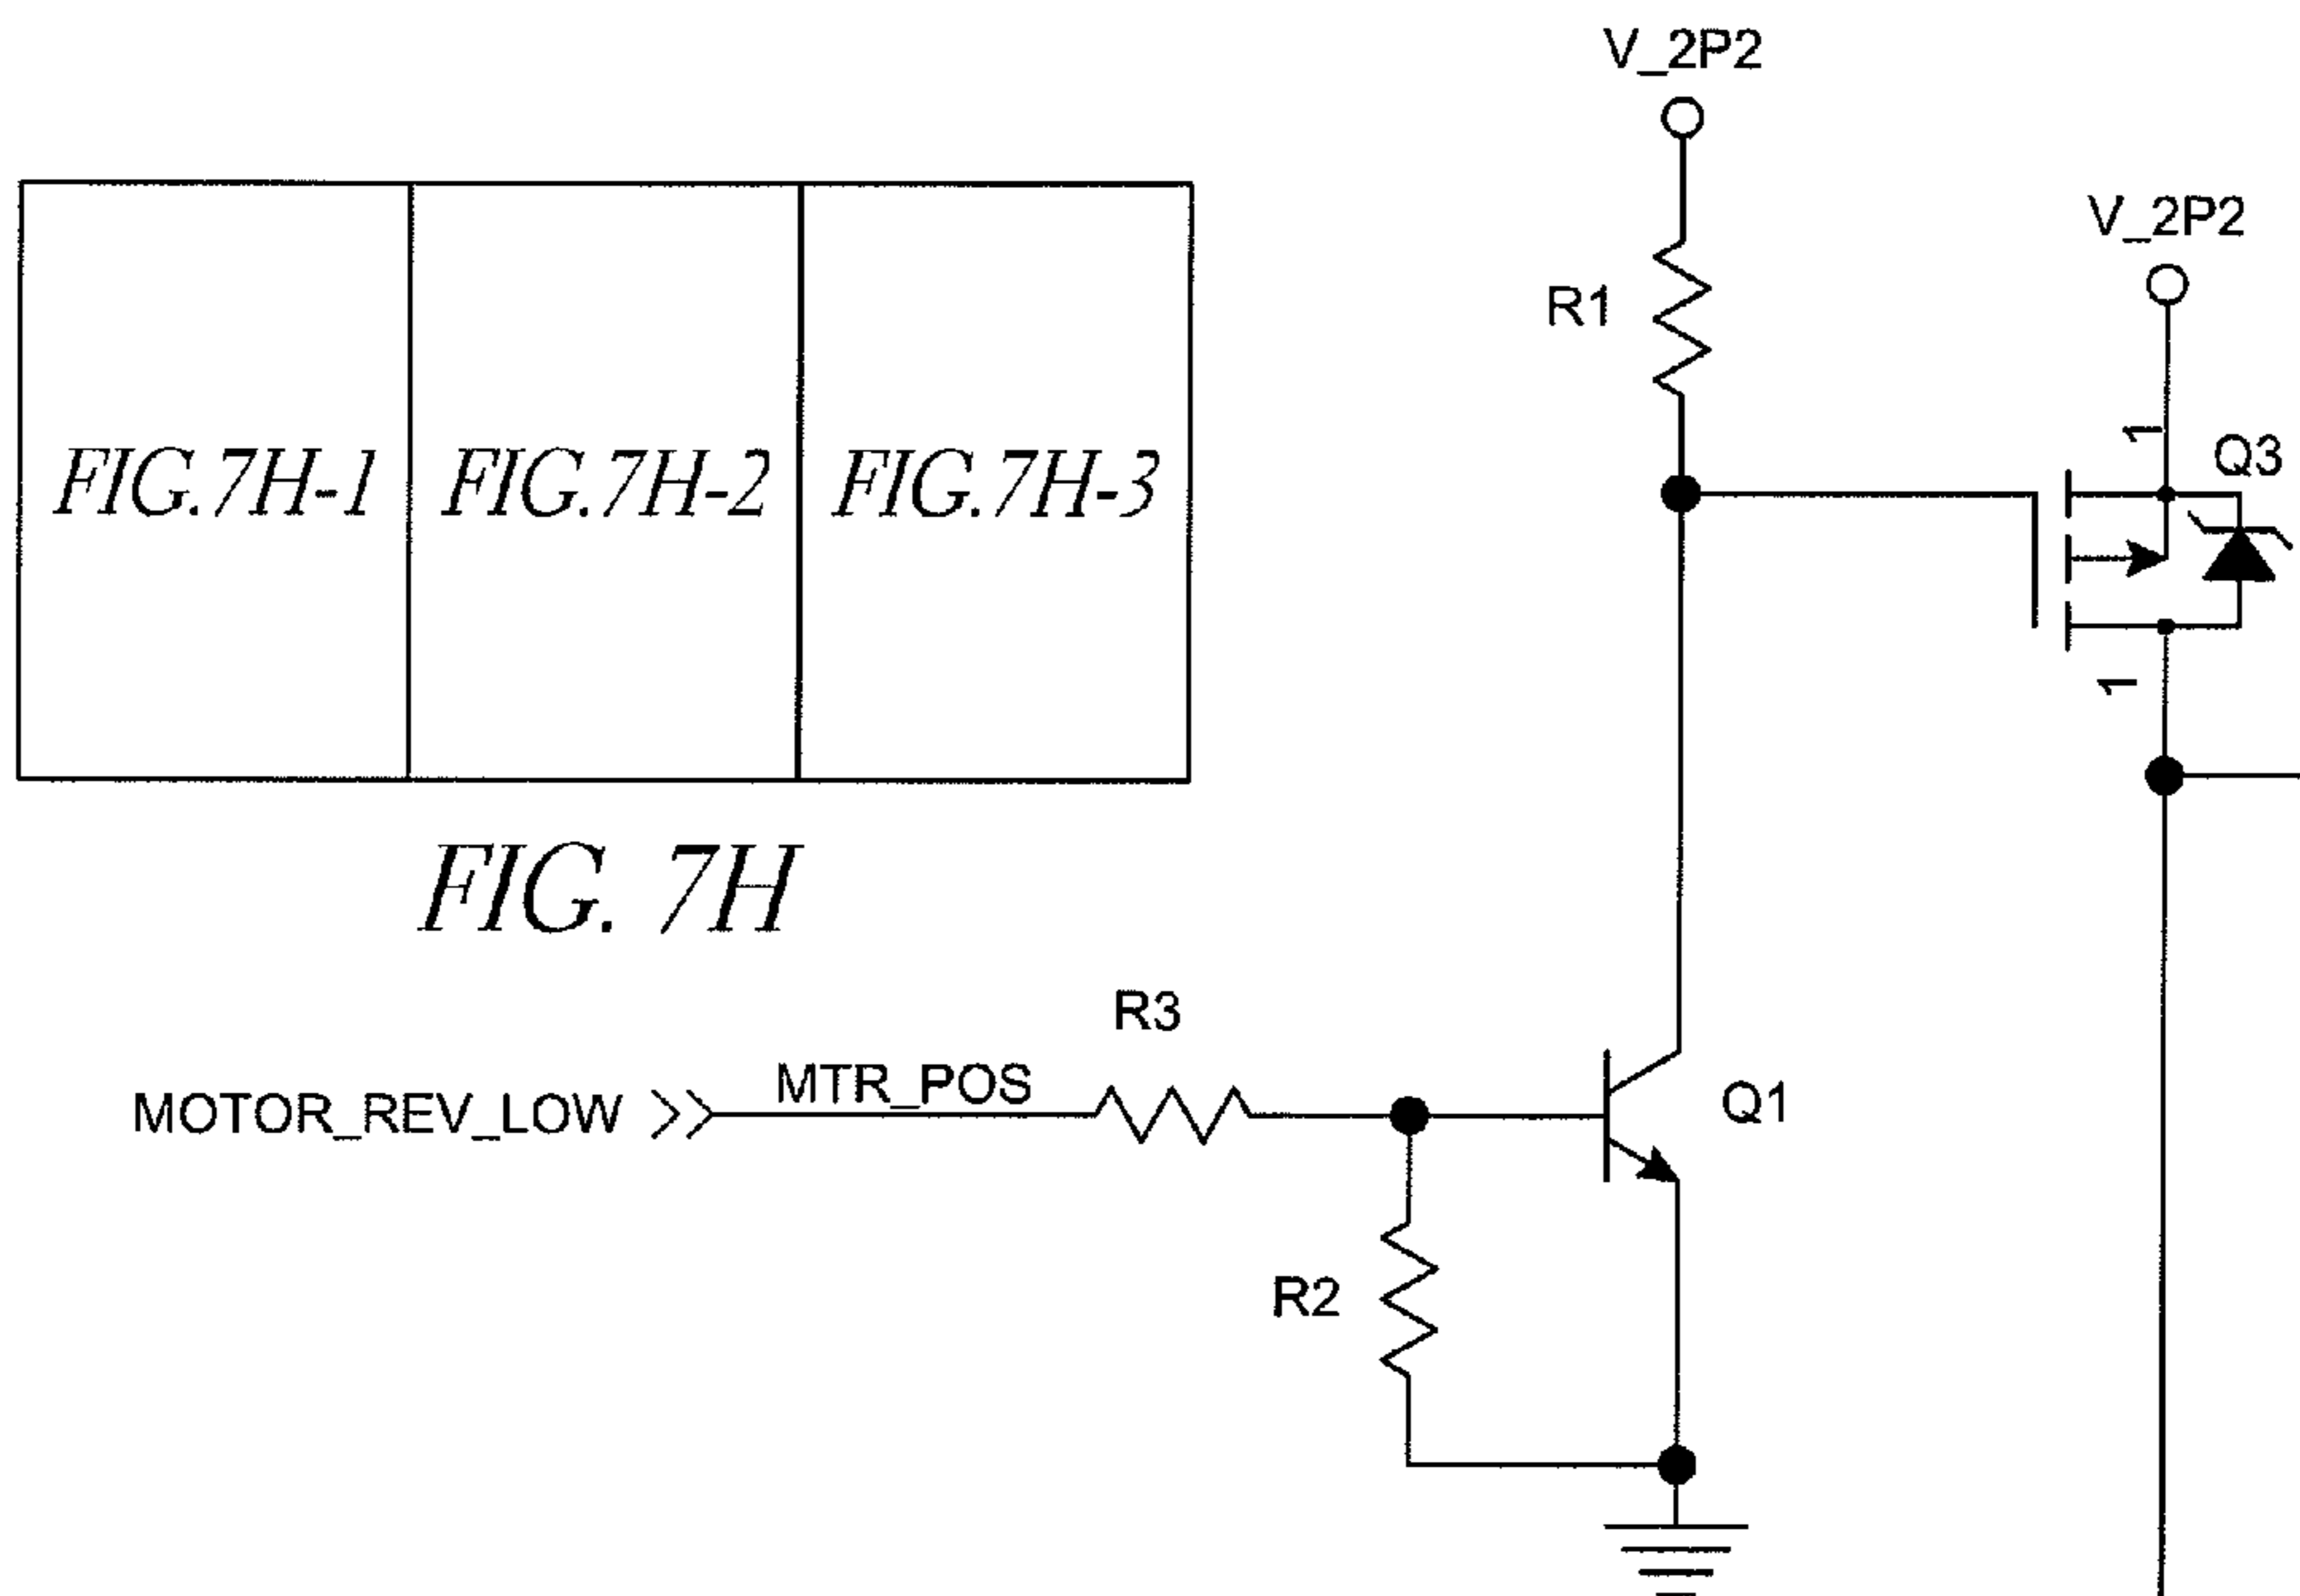 V_2P2
V_2P2
R1
1
Q3
FIG.7H-1 FIG.7H-2 FIG.7H-3
1
FIG. 7H
R3
MOTOR_REV_LOW MTR_POS
Q1
R2